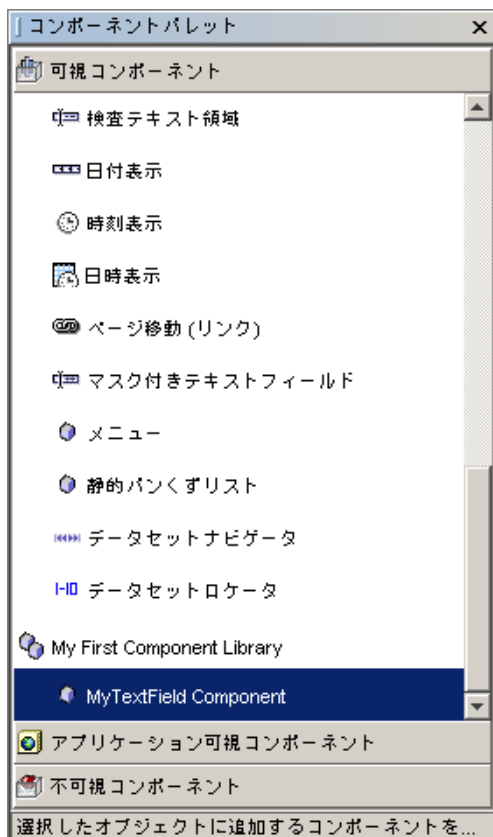 コンポーネントパレット
可視コンポーネント
検査テキスト領域
日付表示
時刻表示
日時表示
ページ移動 (リンク)
マスク付きテキストフィールド
メニュー
静的パンくずリスト
データセットナビゲータ
1-10 データセットロケータ
My First Component Library
MyTextField Component
アプリケーション可視コンポーネント
不可視コンポーネント
選択したオブジェクトに追加するコンポーネントを...